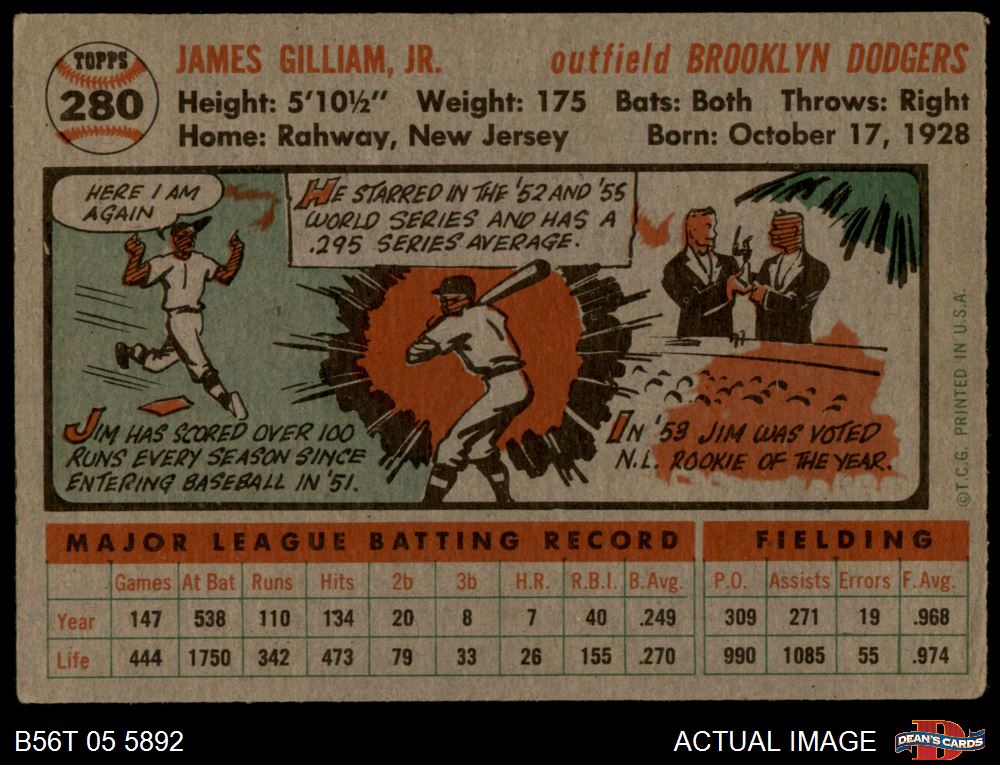 TOPPS
280
JAMES GILLIAM, JR.
outfield BROOKLYN DODGERS
Height: 5'10½" Weight: 175 Bats: Both Throws: Right
Home: Rahway, New Jersey
Born: October 17, 1928
HERE I AM
AGAIN
HE STARRED IN THE '52 AND '55
WORLD SERIES AND HAS A
.295 SERIES AVERAGE.
JIM HAS SCORED OVER 100
RUNS EVERY SEASON SINCE
ENTERING BASEBALL IN '51.
IN '53 JIM WAS VOTED
N.L. ROOKIE OF THE YEAR.
©T.C.G. PRINTED IN U.S.A.
MAJOR LEAGUE BATTING RECORD
FIELDING
Games At Bat Runs Hits 2b 3b H.R. R.B.I. B.Avg. P.O. Assists Errors F.Avg.
Year 147 538 110 134 20 8 7 40 .249 309 271 19 .968
Life 444 1750 342 473 79 33 26 155 .270 990 1085 55 .974
B56T 05 5892
ACTUAL IMAGE
DEAN'S CARDS